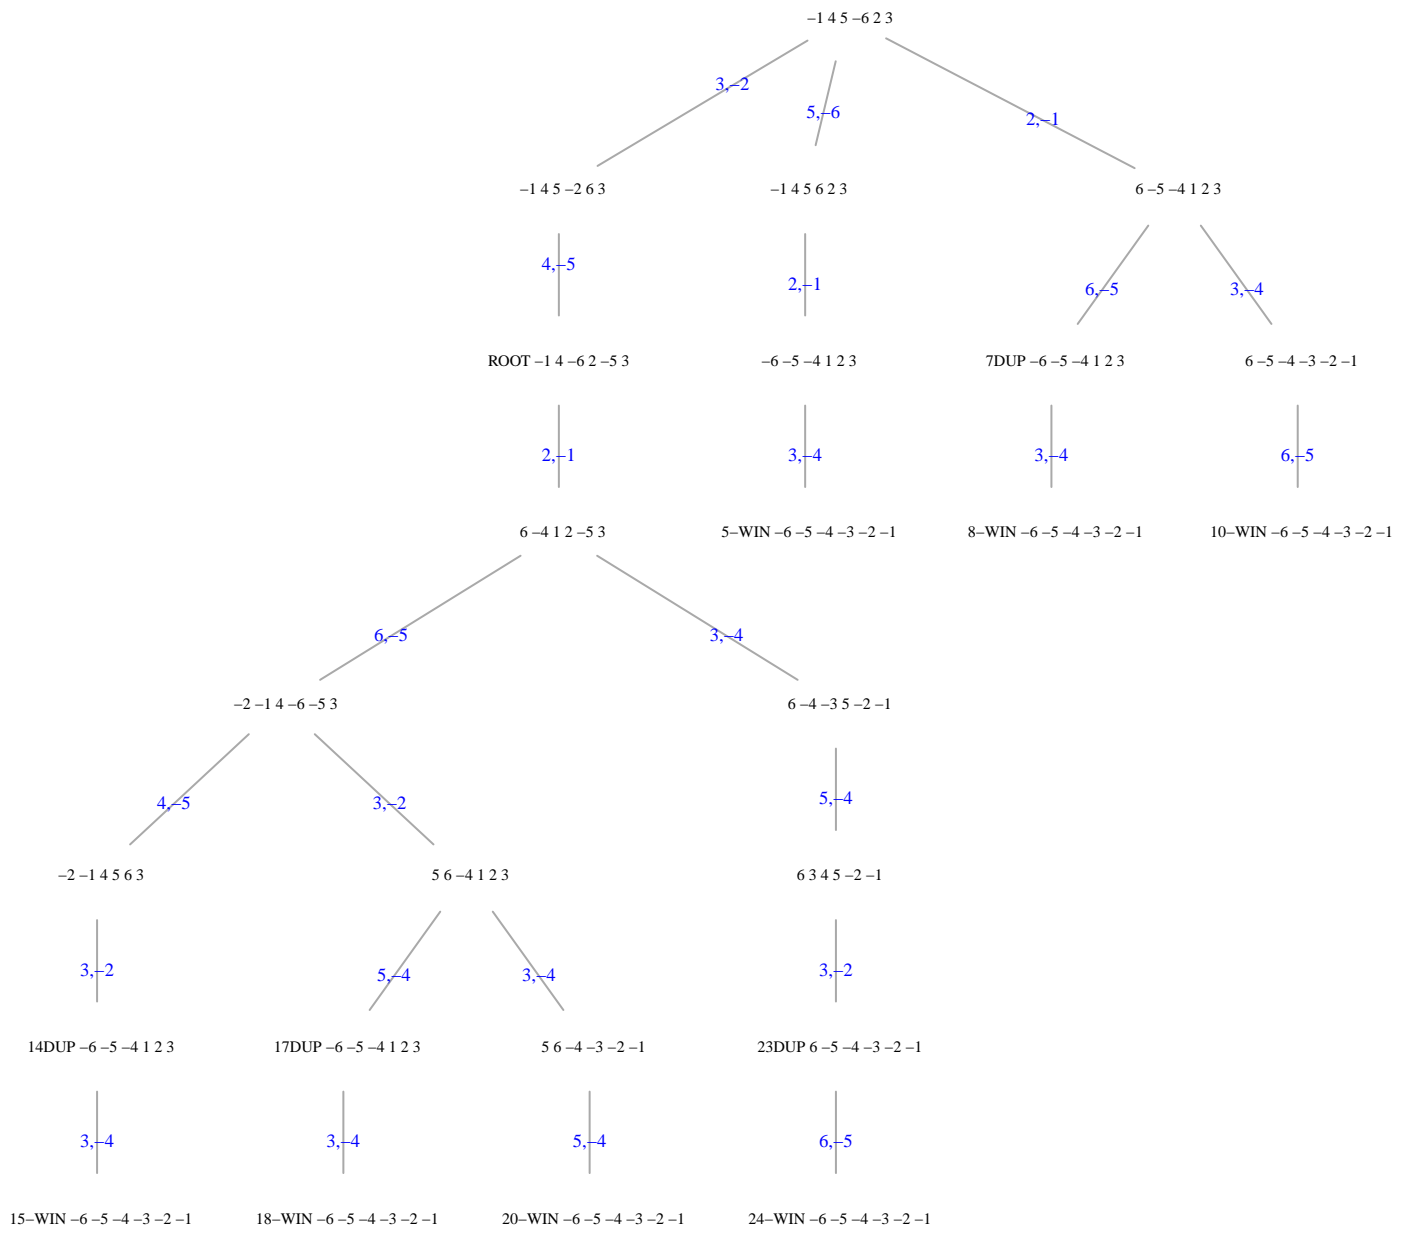 –1 4 5 –6 2 3
3,–2
5,–6
2,–1
–1 4 5 –2 6 3
–1 4 5 6 2 3
6 –5 –4 1 2 3
4,–5
2,–1
6,–5
3,–4
ROOT –1 4 –6 2 –5 3
–6 –5 –4 1 2 3
7DUP –6 –5 –4 1 2 3
6 –5 –4 –3 –2 –1
2,–1
3,–4
3,–4
6,–5
6 –4 1 2 –5 3
5–WIN –6 –5 –4 –3 –2 –1
8–WIN –6 –5 –4 –3 –2 –1
10–WIN –6 –5 –4 –3 –2 –1
6,–5
3,–4
–2 –1 4 –6 –5 3
6 –4 –3 5 –2 –1
4,–5
3,–2
5,–4
–2 –1 4 5 6 3
5 6 –4 1 2 3
6 3 4 5 –2 –1
3,–2
5,–4
3,–4
3,–2
14DUP –6 –5 –4 1 2 3
17DUP –6 –5 –4 1 2 3
5 6 –4 –3 –2 –1
23DUP 6 –5 –4 –3 –2 –1
3,–4
3,–4
5,–4
6,–5
15–WIN –6 –5 –4 –3 –2 –1
18–WIN –6 –5 –4 –3 –2 –1
20–WIN –6 –5 –4 –3 –2 –1
24–WIN –6 –5 –4 –3 –2 –1